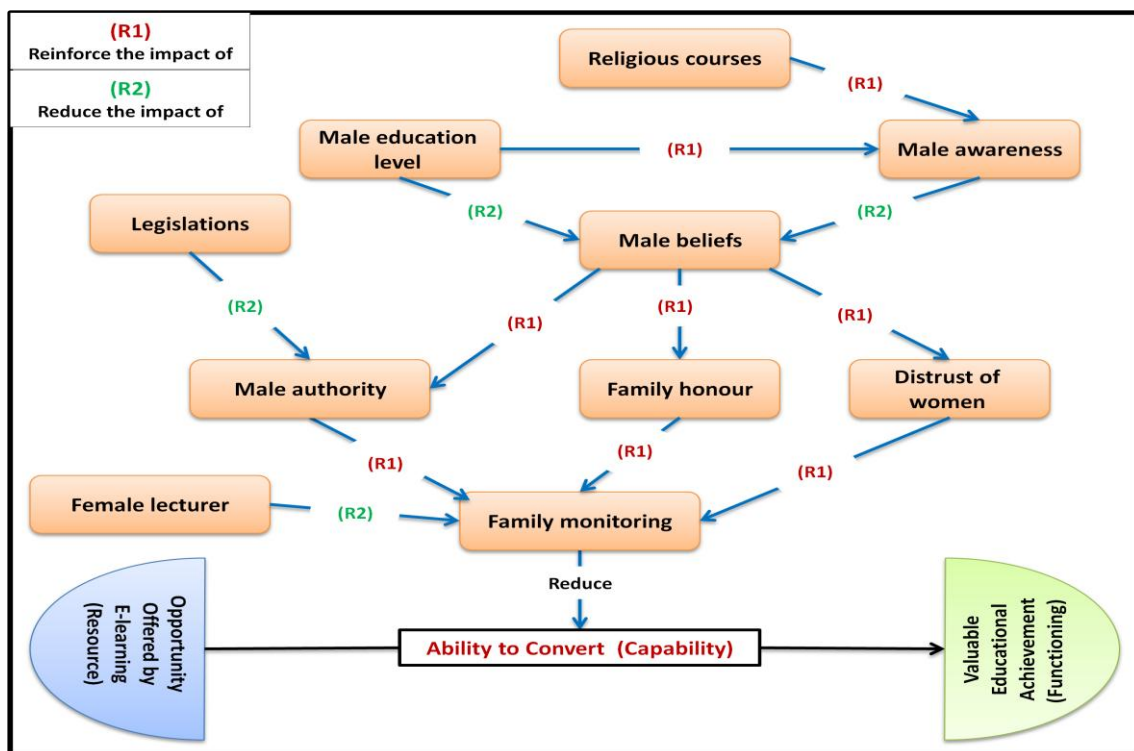 (R1)
Reinforce the impact of
(R2)
Reduce the impact of
Religious courses
(R1)
Male education
level
(R1)
Male awareness
(R2)
(R2)
Legislations
Male beliefs
(R2)
(R1)
(R1)
(R1)
Male authority
Family honour
Distrust of
women
(R1)
(R1)
(R1)
Female lecturer
(R2)
Family monitoring
Reduce
Opportunity
Offered by
E-learning
(Resource)
Ability to Convert (Capability)
Valuable
Educational
Achievement
(Functioning)